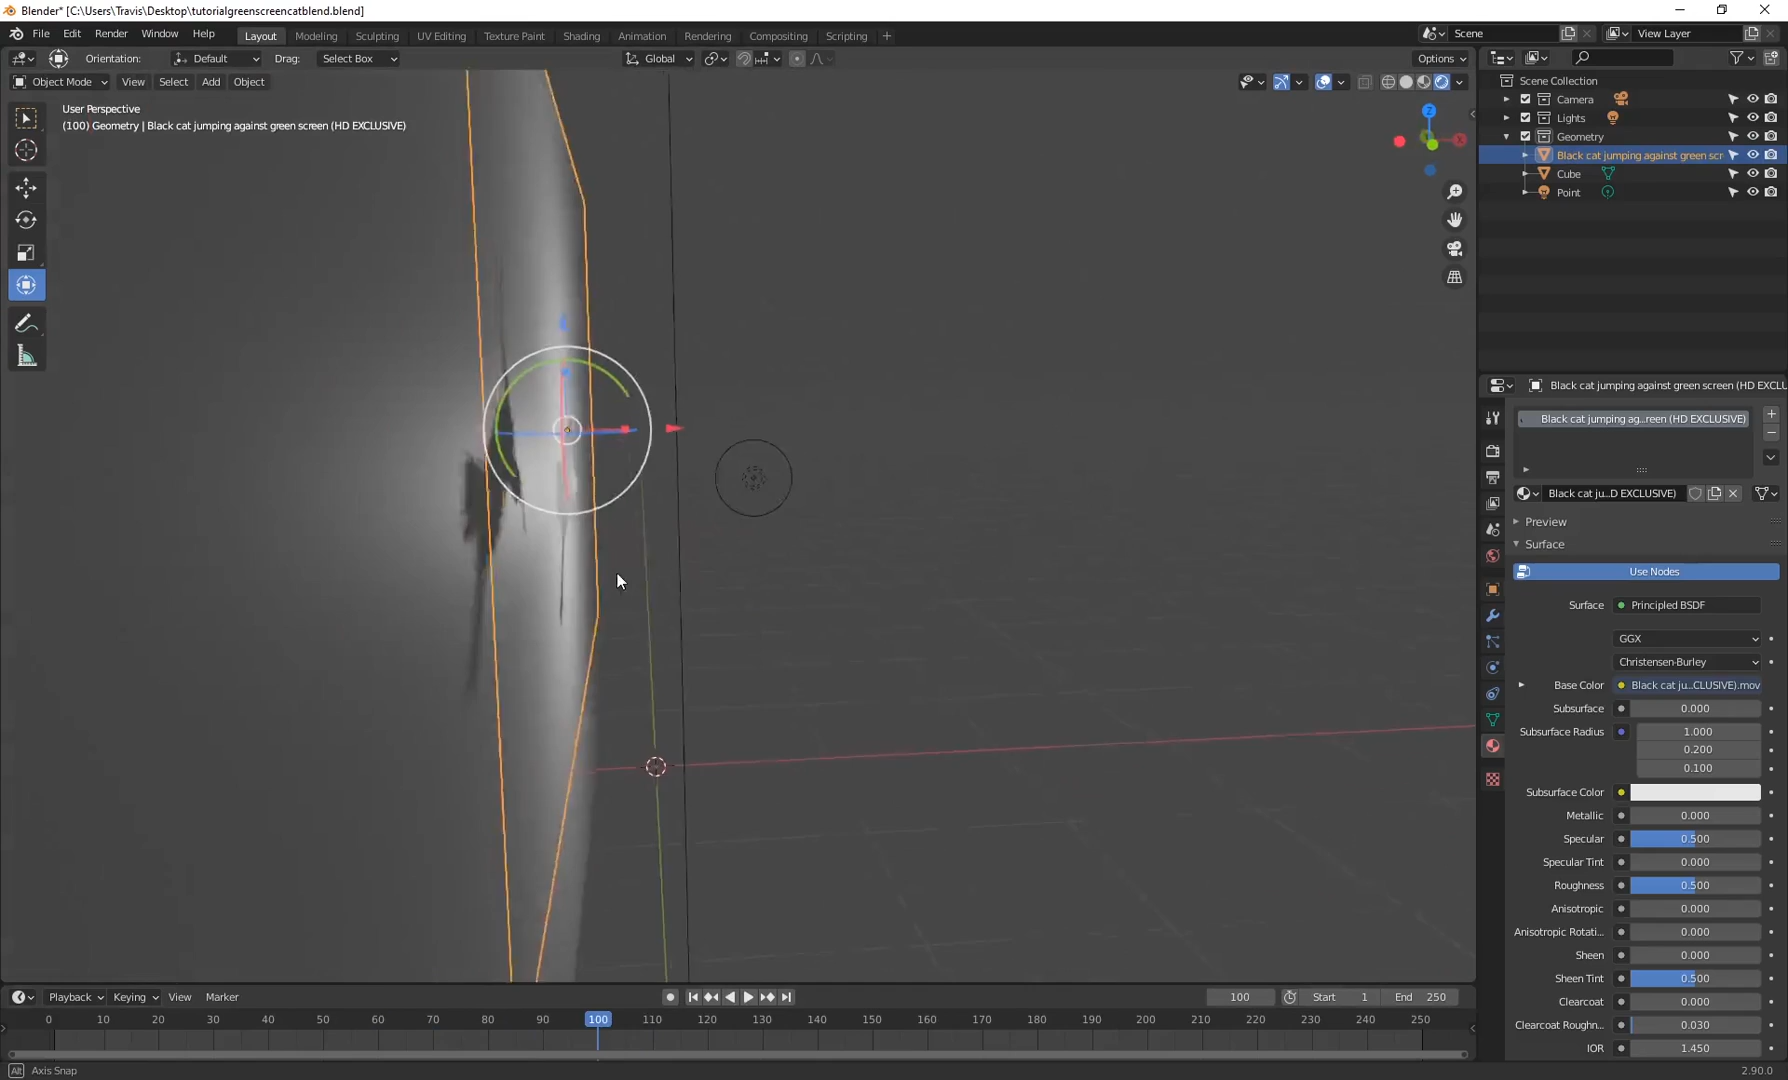 Blender* [C:\Users\Travis\Desktop\tutorialgreenscreencatblend.blend]
File Edit Render Window Help Layout Modeling Sculpting UV Editing Texture Paint Shading Animation Rendering Compositing Scripting + Scene View Layer
Orientation: Default Drag: Select Box Global Options
Object Mode View Select Add Object
User Perspective
(100) Geometry | Black cat jumping against green screen (HD EXCLUSIVE)
Z
X
Scene Collection
Camera
Lights
Geometry
Black cat jumping against green scr
Cube
Point
Black cat jumping against green screen (HD EXCLU
Black cat jumping ag...reen (HD EXCLUSIVE)
Black cat ju...D EXCLUSIVE)
Preview
Surface
Use Nodes
Surface Principled BSDF
GGX
Christensen-Burley
Base Color Black cat ju...CLUSIVE).mov
Subsurface 0.000
Subsurface Radius 1.000
0.200
0.100
Subsurface Color
Metallic 0.000
Specular 0.500
Specular Tint 0.000
Roughness 0.500
Anisotropic 0.000
Anisotropic Rotati... 0.000
Sheen 0.000
Sheen Tint 0.500
Clearcoat 0.000
Clearcoat Roughn... 0.030
IOR 1.450
Playback Keying View Marker 100 Start 1 End 250
0 10 20 30 40 50 60 70 80 90 100 110 120 130 140 150 160 170 180 190 200 210 220 230 240 250
Alt Axis Snap 2.90.0